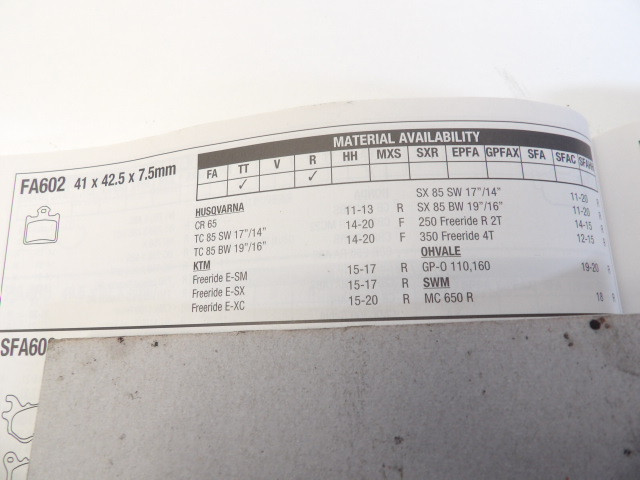 MATERIAL AVAILABILITY
FA602 41 x 42.5 x 7.5mm
FA TT V R HH MXS SXR EPFA GPFAX SFA SFAC SFAHH
✓ ✓
HUSQVARNA
CR 65 11-13 R
TC 85 SW 17"/14" 14-20 F
TC 85 BW 19"/16" 14-20 F
KTM
Freeride E-SM 15-17 R
Freeride E-SX 15-17 R
Freeride E-XC 15-20 R
SX 85 SW 17"/14" 11-20 F
SX 85 BW 19"/16" 11-20
250 Freeride R 2T 14-15
350 Freeride 4T 12-15
OHVALE
GP-O 110,160 19-20
SWM
MC 650 R 18
SFA60